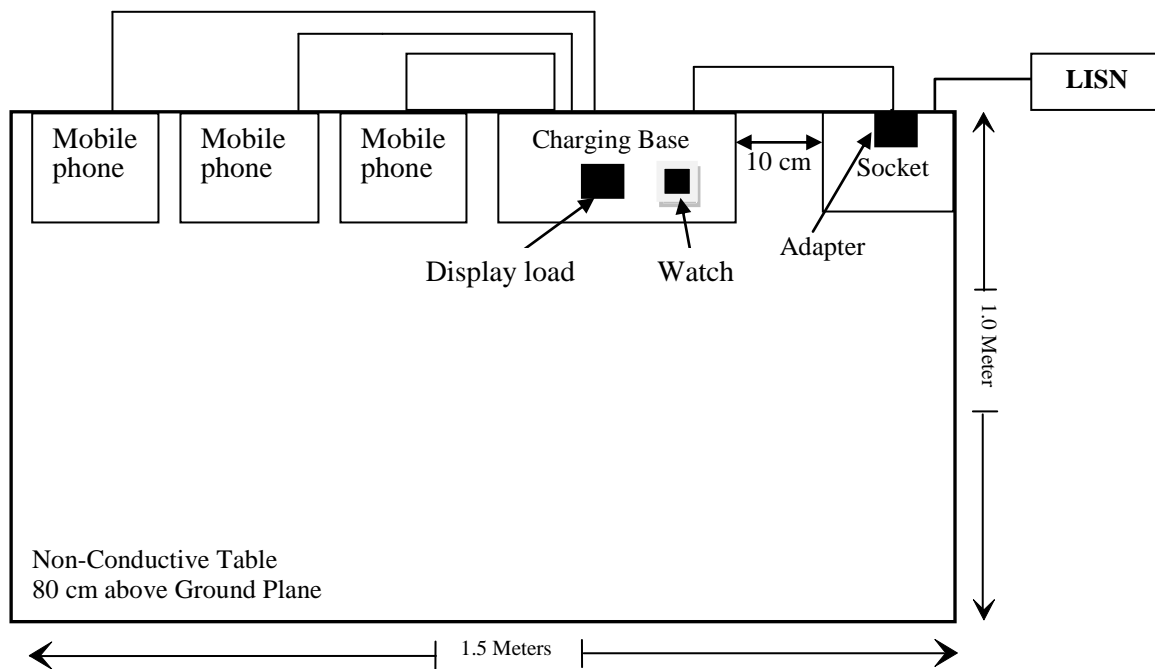 LISN
Mobile
phone
Mobile
phone
Mobile
phone
Charging Base
10 cm
Socket
Adapter
Display load
Watch
1.0 Meter
Non-Conductive Table
80 cm above Ground Plane
1.5 Meters